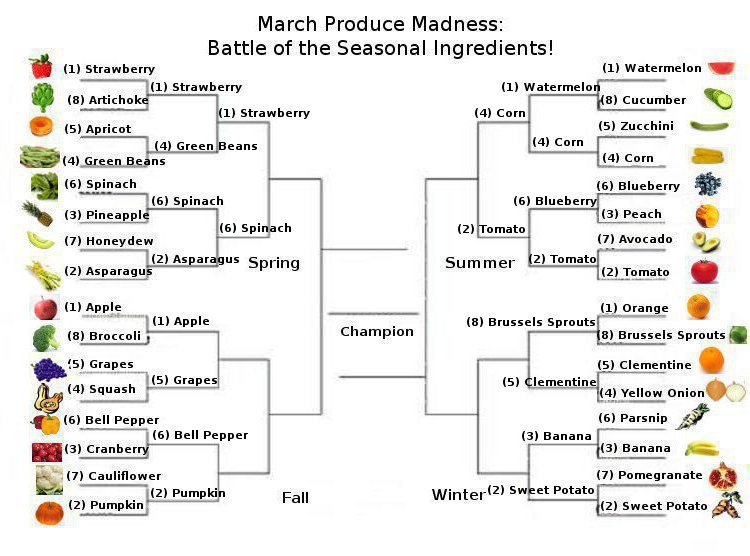 March Produce Madness:
Battle of the Seasonal Ingredients!
(1) Strawberry
(8) Artichoke
(5) Apricot
(4) Green Beans
(6) Spinach
(3) Pineapple
(7) Honeydew
(2) Asparagus
(1) Strawberry
(4) Green Beans
(6) Spinach
(2) Asparagus
(1) Strawberry
(6) Spinach
Spring
(1) Apple
(8) Broccoli
(5) Grapes
(4) Squash
(6) Bell Pepper
(3) Cranberry
(7) Cauliflower
(2) Pumpkin
(1) Apple
(5) Grapes
(6) Bell Pepper
(2) Pumpkin
Fall
Champion
(1) Watermelon
(8) Cucumber
(5) Zucchini
(4) Corn
(6) Blueberry
(3) Peach
(7) Avocado
(2) Tomato
(1) Watermelon
(4) Corn
(6) Blueberry
(2) Tomato
(4) Corn
(2) Tomato
Summer
(1) Orange
(8) Brussels Sprouts
(5) Clementine
(4) Yellow Onion
(6) Parsnip
(3) Banana
(7) Pomegranate
(2) Sweet Potato
(8) Brussels Sprouts
(5) Clementine
(3) Banana
(2) Sweet Potato
Winter